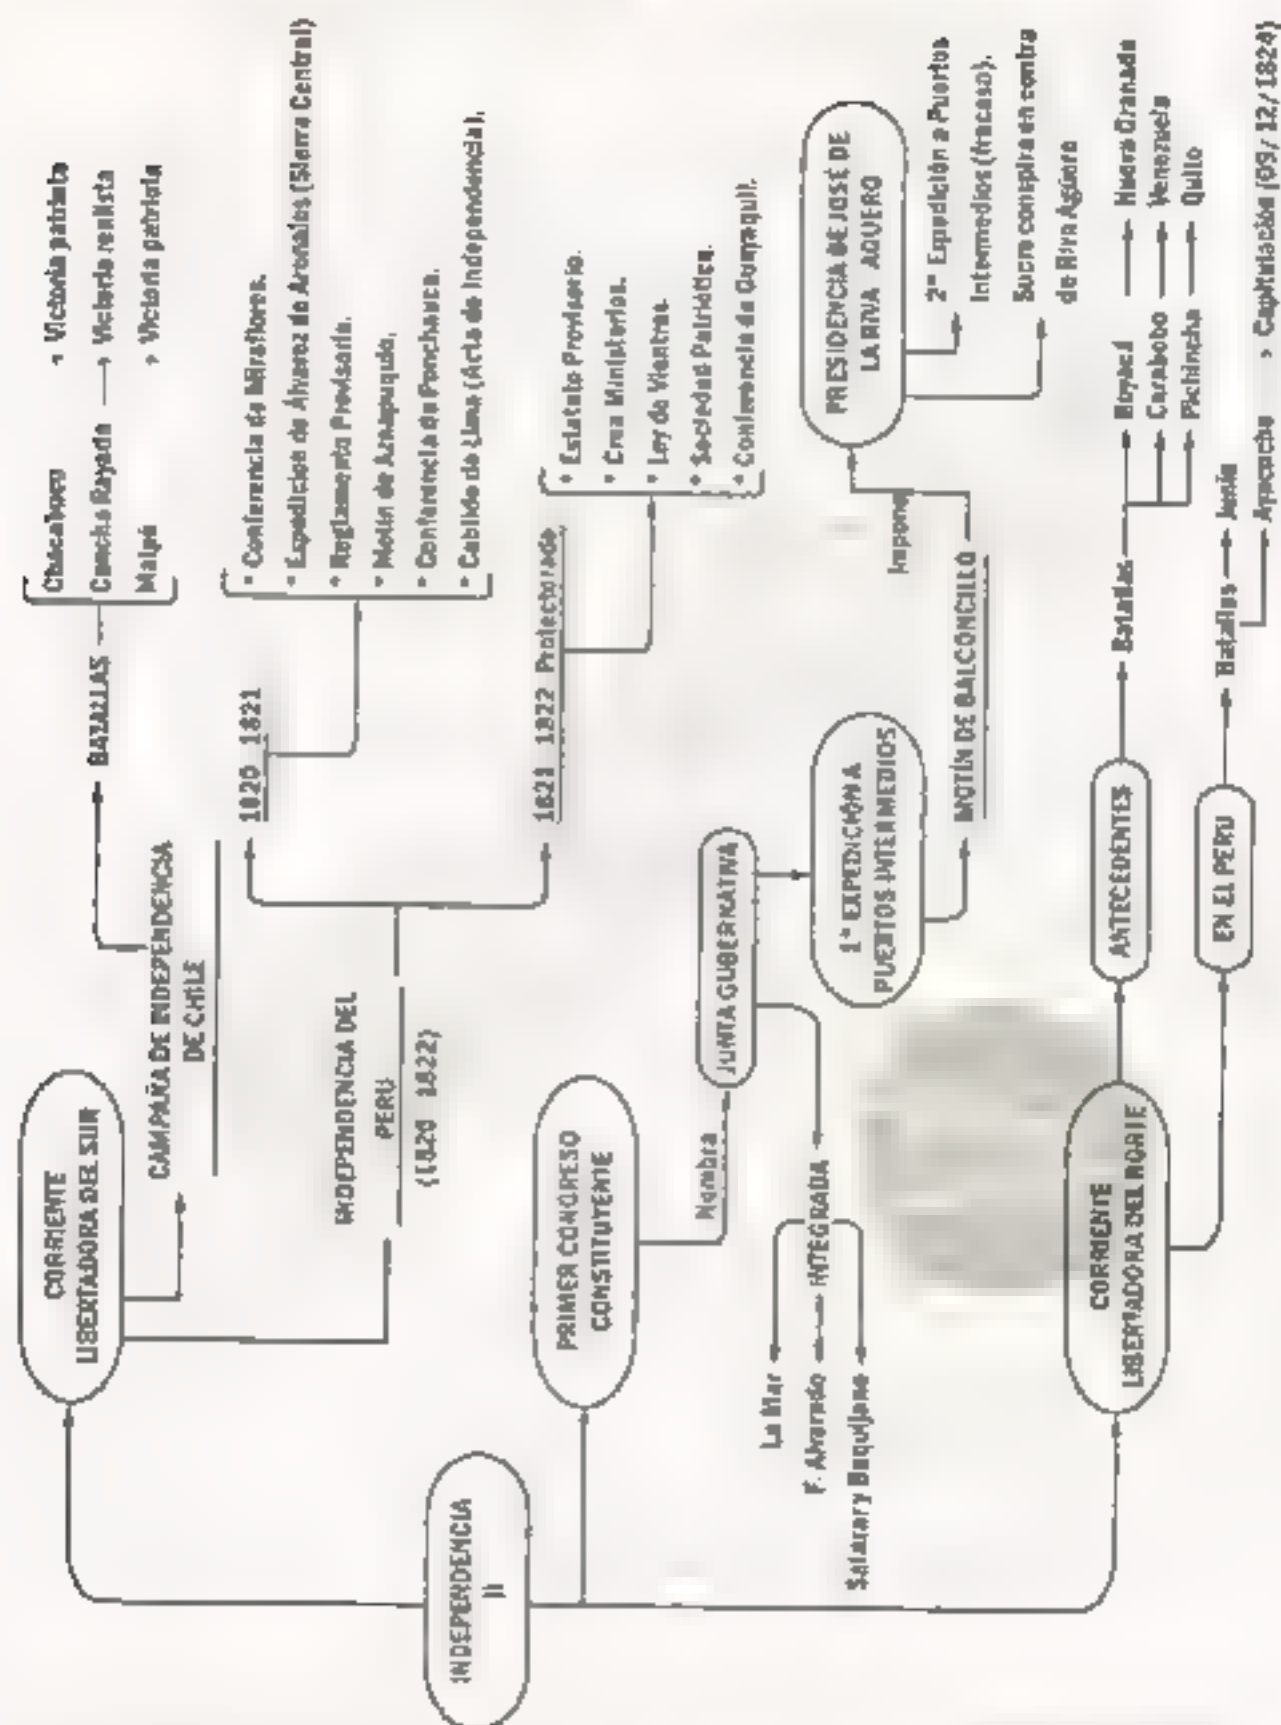 INDEPENDENCIA
II
CORRIENTE
LIBERTADORA DEL SUR
CAMPAÑA DE INDEPENDENCIA
DE CHILE
BATALLAS
Chacabuco → Victoria patriota
Cancha Rayada → Victoria realista
Maipú → Victoria patriota
INDEPENDENCIA DEL
PERÚ
(1820 1822)
1820 1821
* Conferencia de Miraflores.
* Expedición de Álvarez de Arenales (Sierra Central)
* Reglamento Provisorio.
* Motín de Aznapuquio.
* Conferencia de Punchauca.
* Cabildo de Lima (Acta de Independencia).
1821 1822 Protectorado
* Estatuto Provisorio.
* Crea Ministerios.
* Ley de Vientres.
* Sociedad Patriótica.
* Conferencia de Guayaquil.
PRIMER CONGRESO
CONSTITUYENTE
Nombra
JUNTA GUBERNATIVA
INTEGRADA
La Mar
F. Alvarado
Salazar y Baquíjano
1ª EXPEDICIÓN A
PUERTOS INTERMEDIOS
MOTÍN DE BALCONCILLO
Impone
PRESIDENCIA DE JOSÉ DE
LA RIVA AGÜERO
2ª Expedición a Puertos
Intermedios (fracaso).
Sucre conspira en contra
de Riva Agüero
CORRIENTE
LIBERTADORA DEL NORTE
ANTECEDENTES
Batallas
Boyacá → Nueva Granada
Carabobo → Venezuela
Pichincha → Quito
EN EL PERÚ
Batallas → Junín
Ayacucho → Capitulación (09/12/1824)